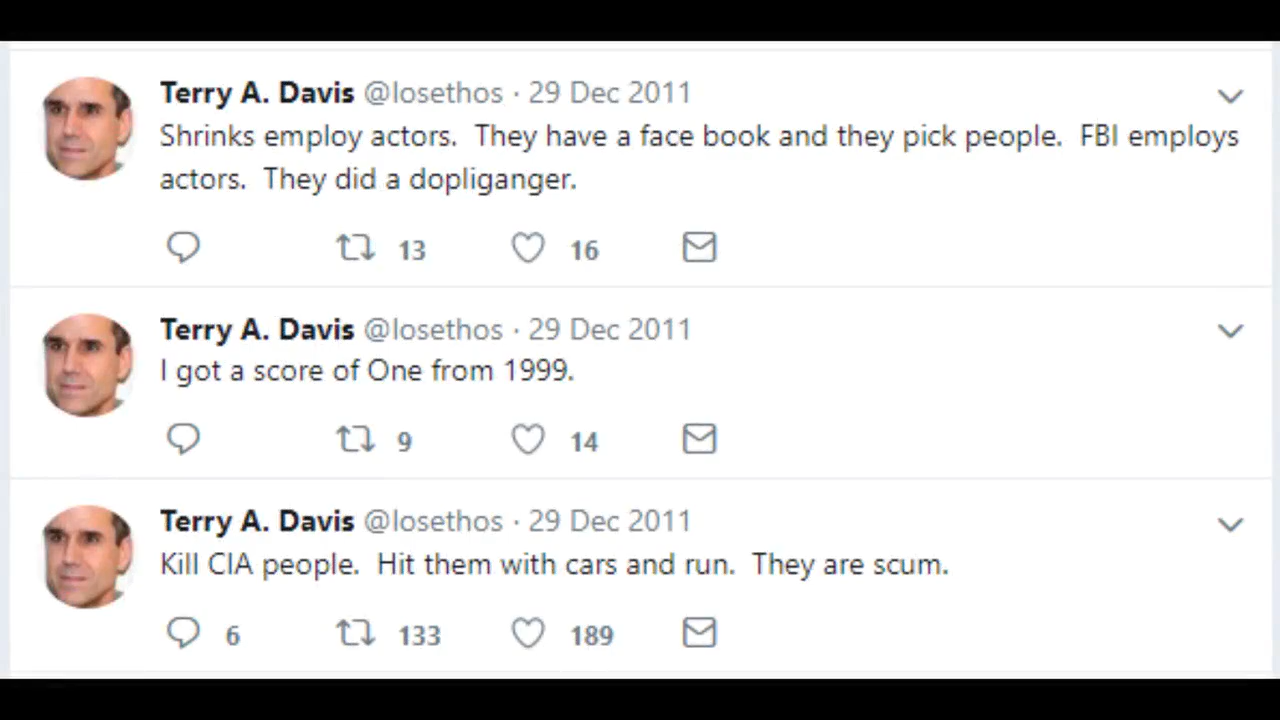 Terry A. Davis @losethos · 29 Dec 2011
Shrinks employ actors.  They have a face book and they pick people.  FBI employs
actors.  They did a dopliganger.
13 16
Terry A. Davis @losethos · 29 Dec 2011
I got a score of One from 1999.
9 14
Terry A. Davis @losethos · 29 Dec 2011
Kill CIA people.  Hit them with cars and run.  They are scum.
6 133 189